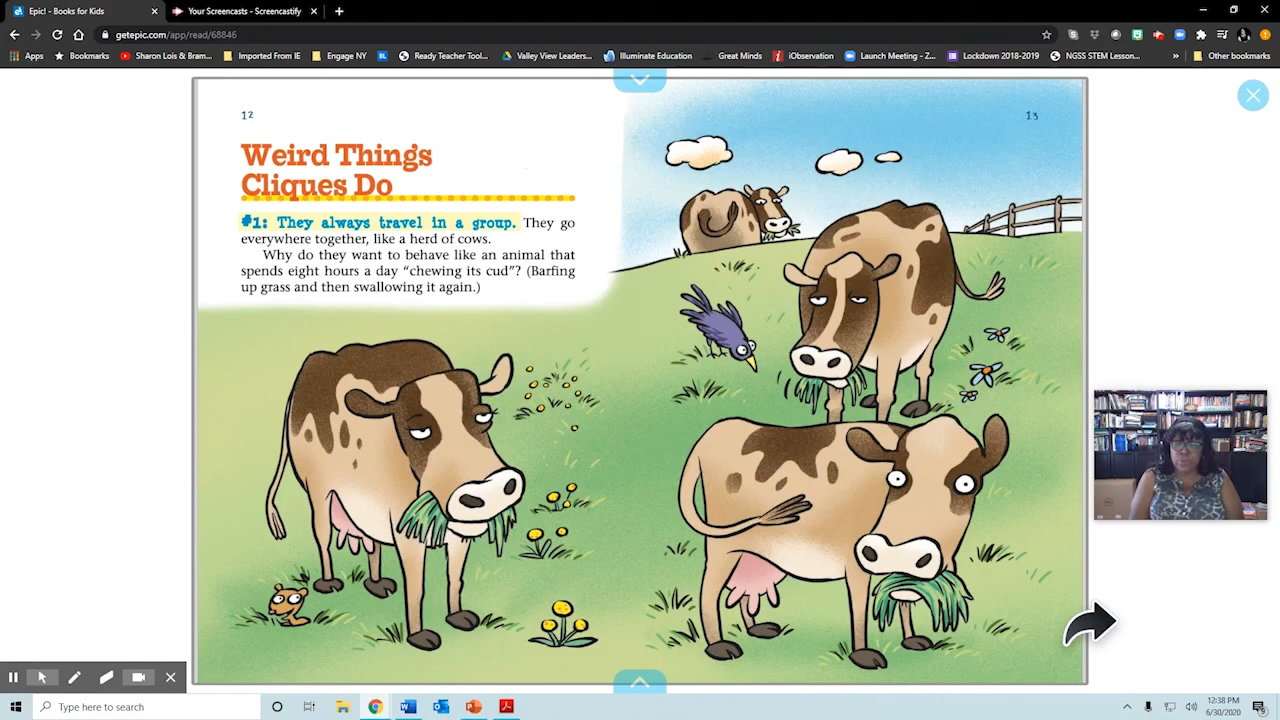 Epic! - Books for Kids
Your Screencasts - Screencastify
getepic.com/app/read/68846
Apps
Bookmarks
Sharon Lois & Bram...
Imported From IE
Engage NY
BL
Ready Teacher Tool...
Valley View Leaders...
Illuminate Education
Great Minds
iObservation
Launch Meeting - Z...
Lockdown 2018-2019
NGSS STEM Lesson...
»
Other bookmarks
12
13
Weird Things
Cliques Do
#1: They always travel in a group. They go
everywhere together, like a herd of cows.
Why do they want to behave like an animal that
spends eight hours a day “chewing its cud”? (Barfing
up grass and then swallowing it again.)
Type here to search
12:38 PM
6/30/2020